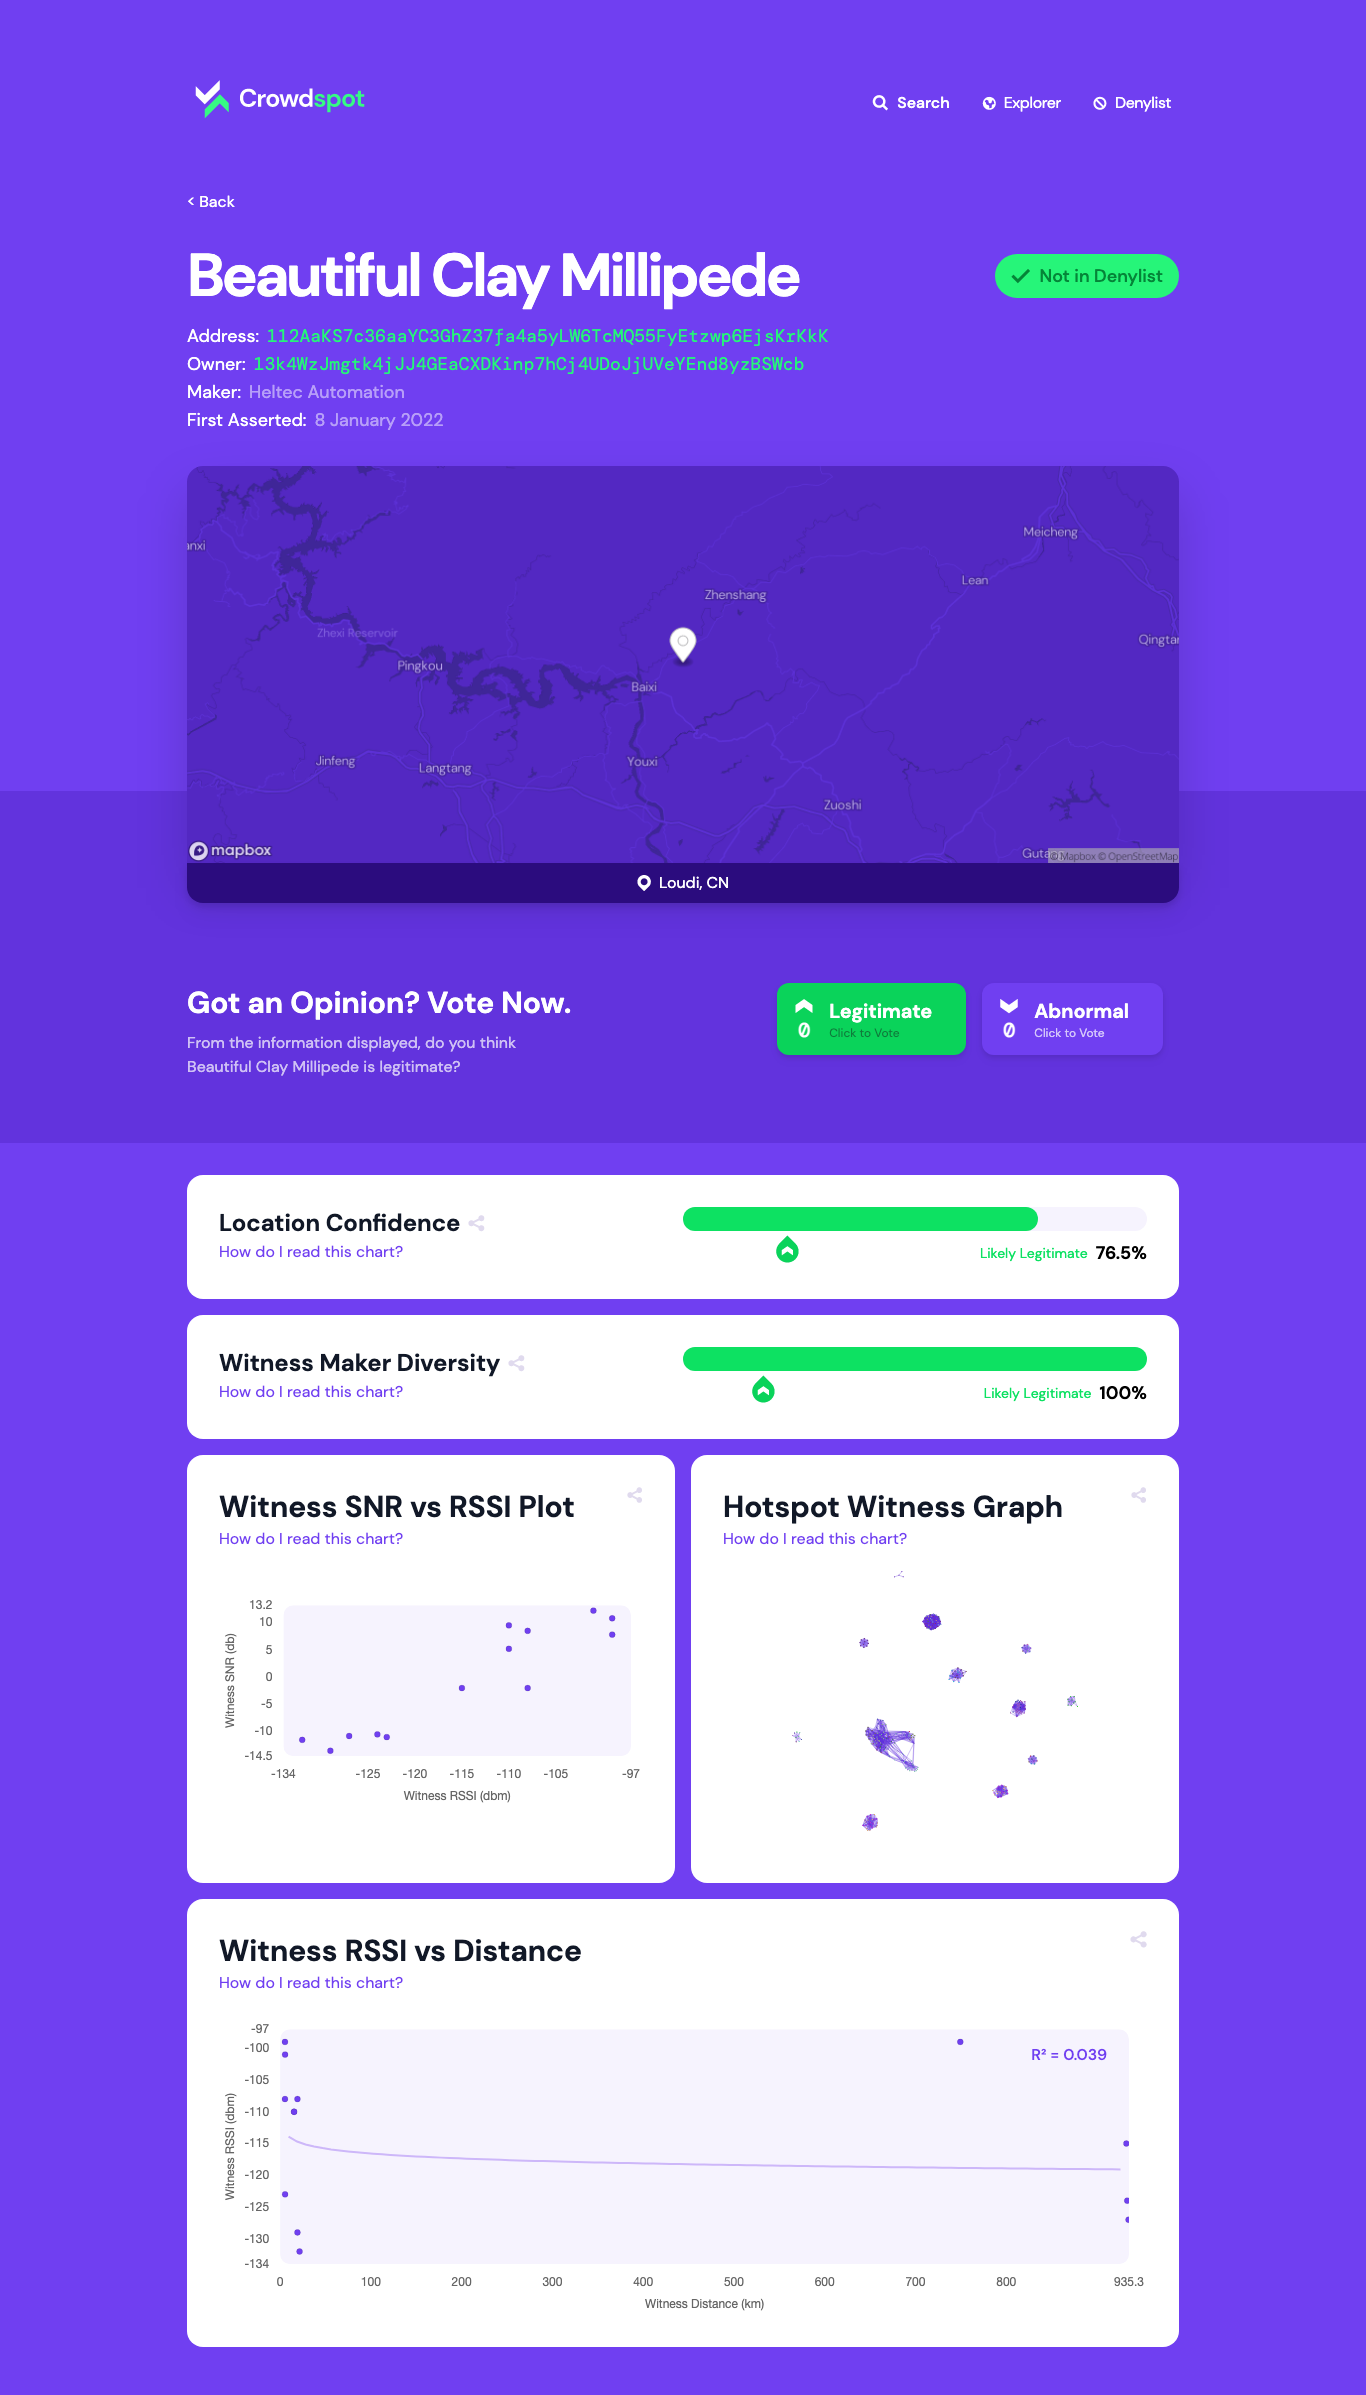 Crowdspot
Search
Explorer
Denylist
< Back
Beautiful Clay Millipede
Not in Denylist
Address: 112AaKS7c36aaYC3GhZ37fa4a5yLW6TcMQ55FyEtzwp6EjsKrKkK
Owner: 13k4WzJmgtk4jJJ4GEaCXDKinp7hCj4UDoJjUVeYEnd8yzBSWcb
Maker: Heltec Automation
First Asserted: 8 January 2022
Meicheng
anxi
Lean
Zhenshang
Zhexi Reservoir
Qingtan
Pingkou
Baixi
Jinfeng
Langtang
Youxi
Zuoshi
mapbox
© Mapbox © OpenStreetMap
Loudi, CN
Got an Opinion? Vote Now.
From the information displayed, do you think
Beautiful Clay Millipede is legitimate?
Legitimate
0 Click to Vote
Abnormal
0 Click to Vote
Location Confidence
How do I read this chart?
Likely Legitimate 76.5%
Witness Maker Diversity
How do I read this chart?
Likely Legitimate 100%
Witness SNR vs RSSI Plot
How do I read this chart?
Witness SNR (db)
13.2
10
5
0
-5
-10
-14.5
-134 -125 -120 -115 -110 -105 -97
Witness RSSI (dbm)
Hotspot Witness Graph
How do I read this chart?
Witness RSSI vs Distance
How do I read this chart?
R² = 0.039
Witness RSSI (dbm)
-97
-100
-105
-110
-115
-120
-125
-130
-134
0 100 200 300 400 500 600 700 800 935.3
Witness Distance (km)